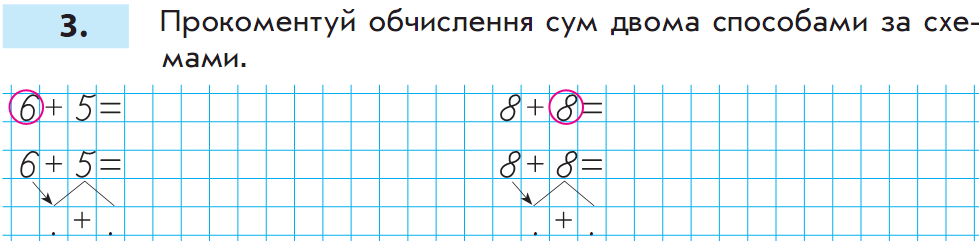 3. Прокоментуй обчислення сум двома способами за схе-
мами.
6 + 5 = 8 + 8 =
6 + 5 = 8 + 8 =
. + . . + .